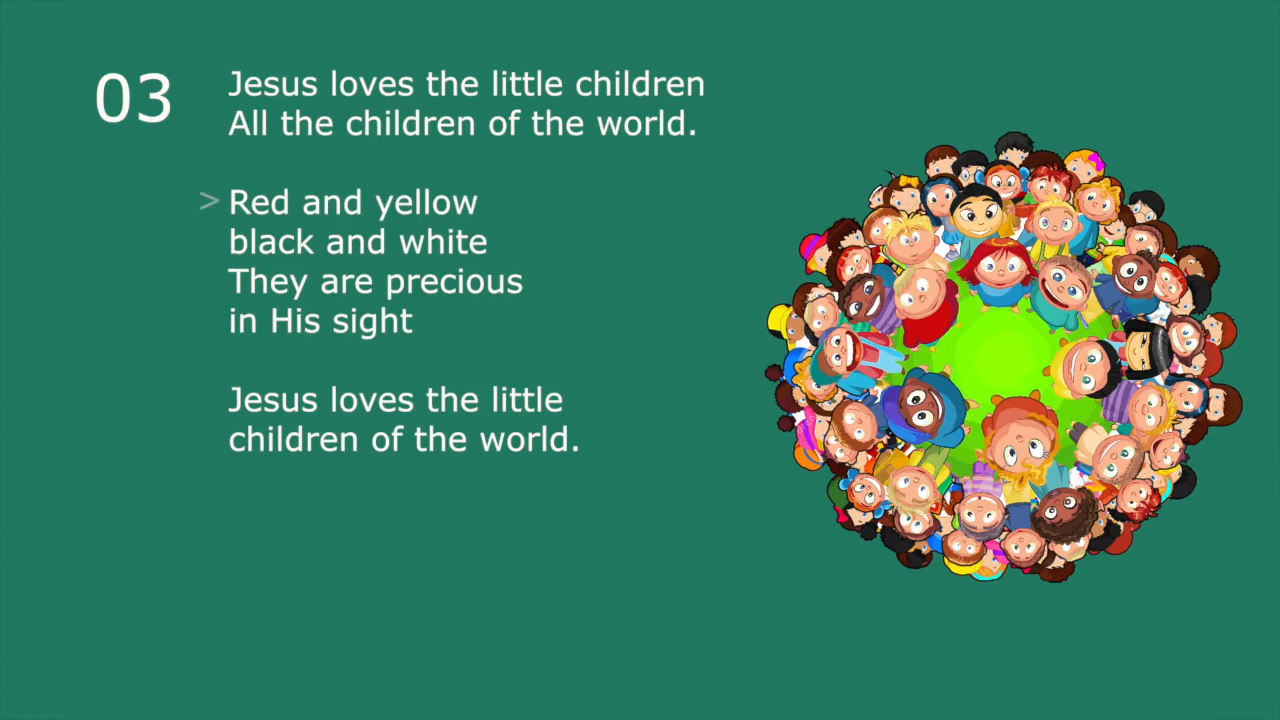 03
Jesus loves the little children
All the children of the world.
> Red and yellow
black and white
They are precious
in His sight
Jesus loves the little
children of the world.